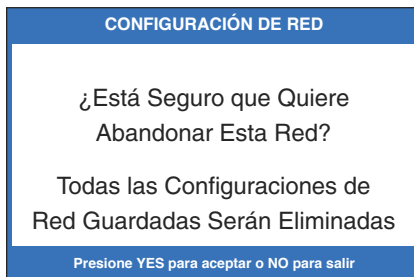 CONFIGURACIÓN DE RED
¿Está Seguro que Quiere
Abandonar Esta Red?
Todas las Configuraciones de
Red Guardadas Serán Eliminadas
Presione YES para aceptar o NO para salir